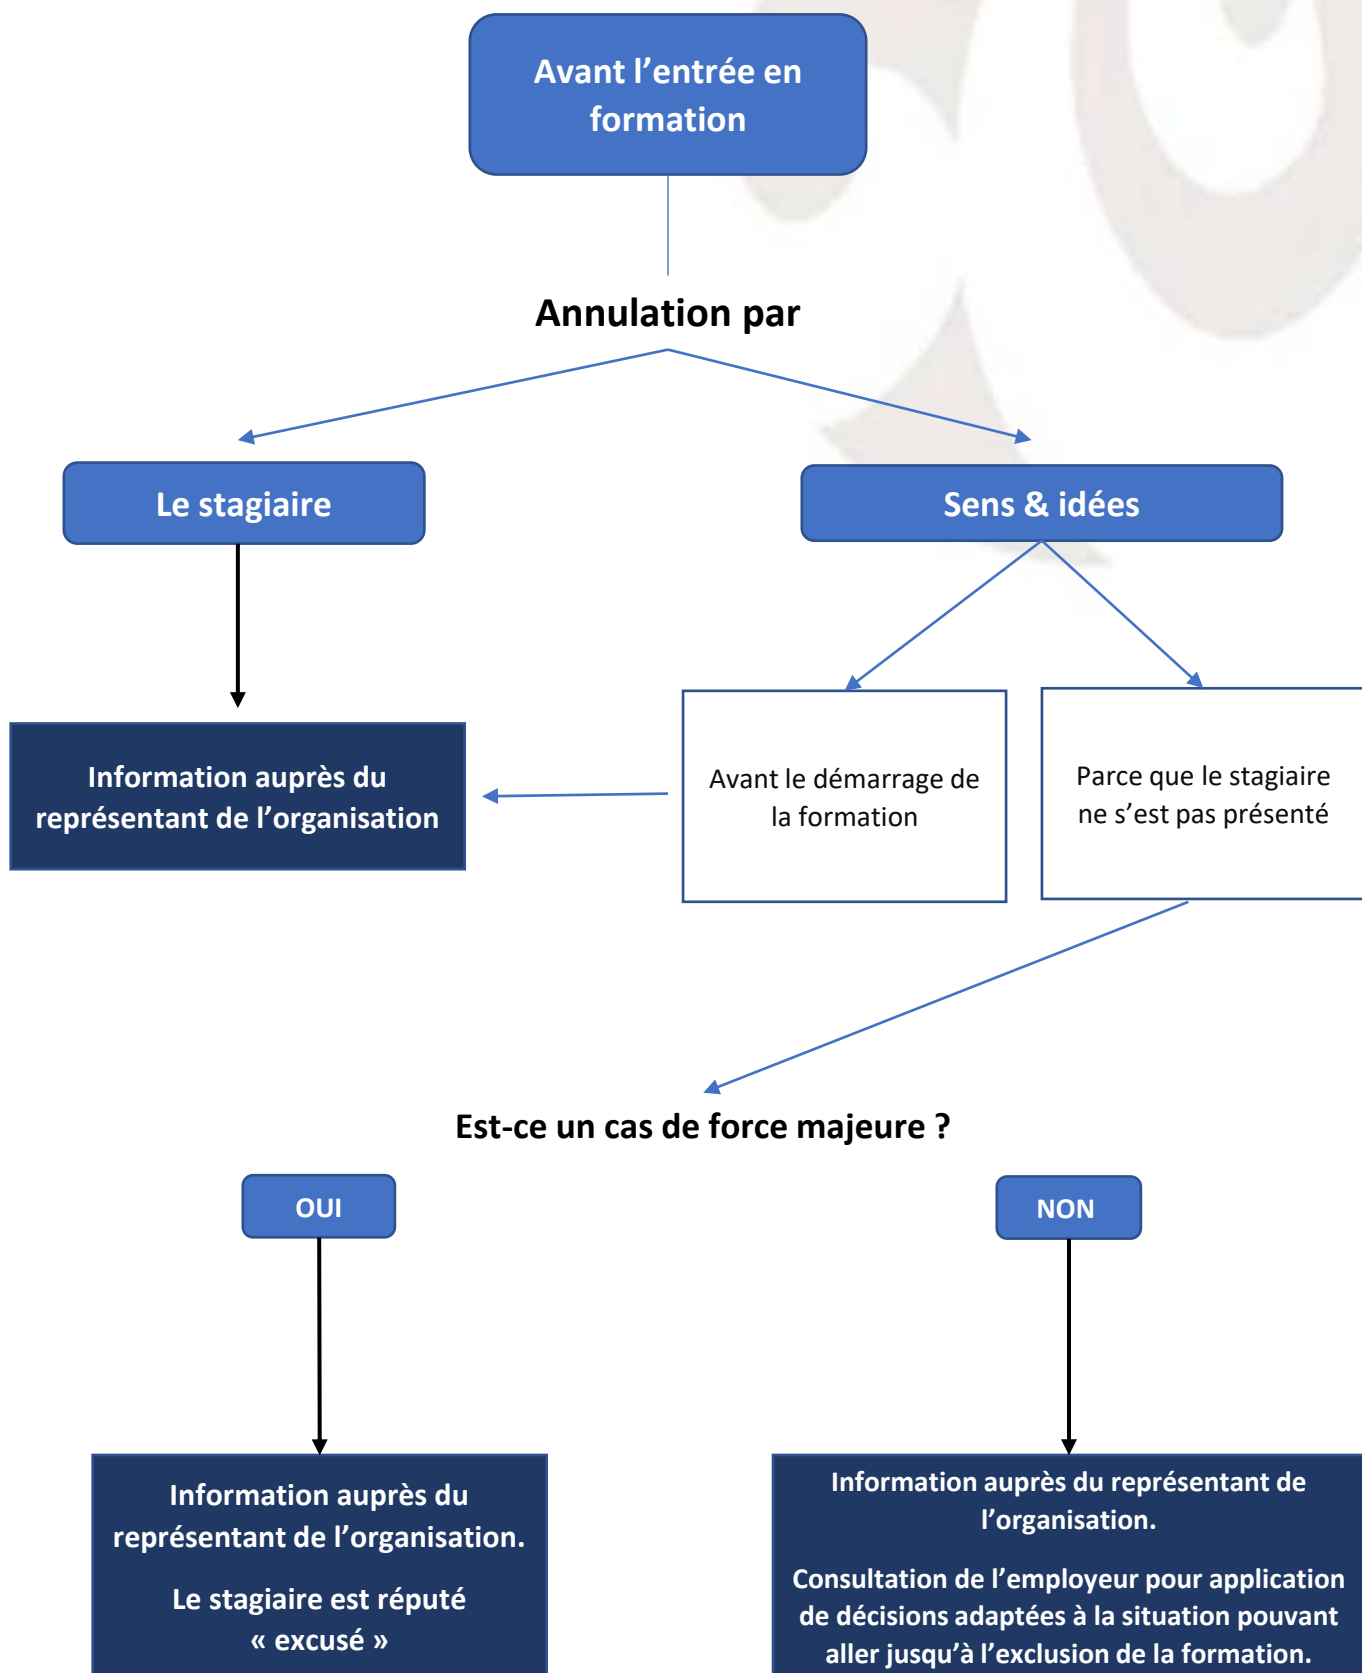 Avant l’entrée en
formation
Annulation par
Le stagiaire
Sens & idées
Information auprès du
représentant de l’organisation
Avant le démarrage de
la formation
Parce que le stagiaire
ne s’est pas présenté
Est-ce un cas de force majeure ?
OUI
NON
Information auprès du
représentant de l’organisation.
Le stagiaire est réputé
« excusé »
Information auprès du représentant de
l’organisation.
Consultation de l’employeur pour application
de décisions adaptées à la situation pouvant
aller jusqu’à l’exclusion de la formation.